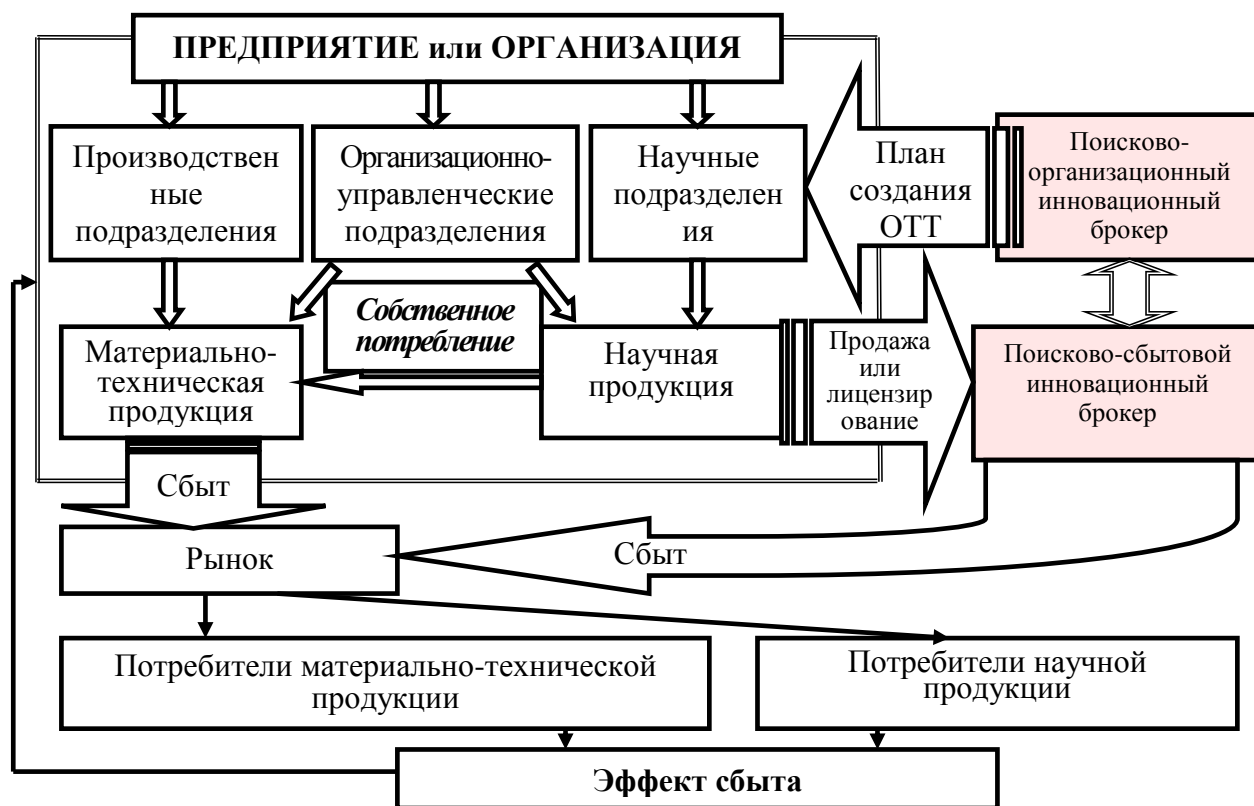 ПРЕДПРИЯТИЕ или ОРГАНИЗАЦИЯ
Производствен
ные
подразделения
Организационно-
управленческие
подразделения
Научные
подразделен
ия
План
создания
ОТТ
Поисково-
организационный
инновационный
брокер
Собственное
потребление
Материально-
техническая
продукция
Научная
продукция
Продажа
или
лицензир
ование
Поисково-сбытовой
инновационный
брокер
Сбыт
Рынок
Сбыт
Потребители материально-технической
продукции
Потребители научной
продукции
Эффект сбыта